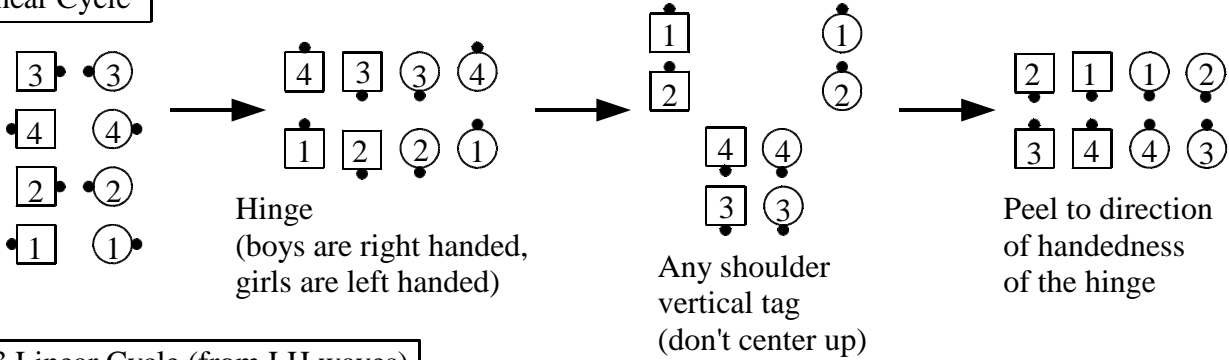 Linear Cycle
3 3
4 4
2 2
1 1
4 3 3 4
1 2 2 1
Hinge
(boys are right handed,
girls are left handed)
1 1
2 2
4 4
3 3
Any shoulder
vertical tag
(don't center up)
2 1 1 2
3 4 4 3
Peel to direction
of handedness
of the hinge
Linear Cycle (from LH waves)